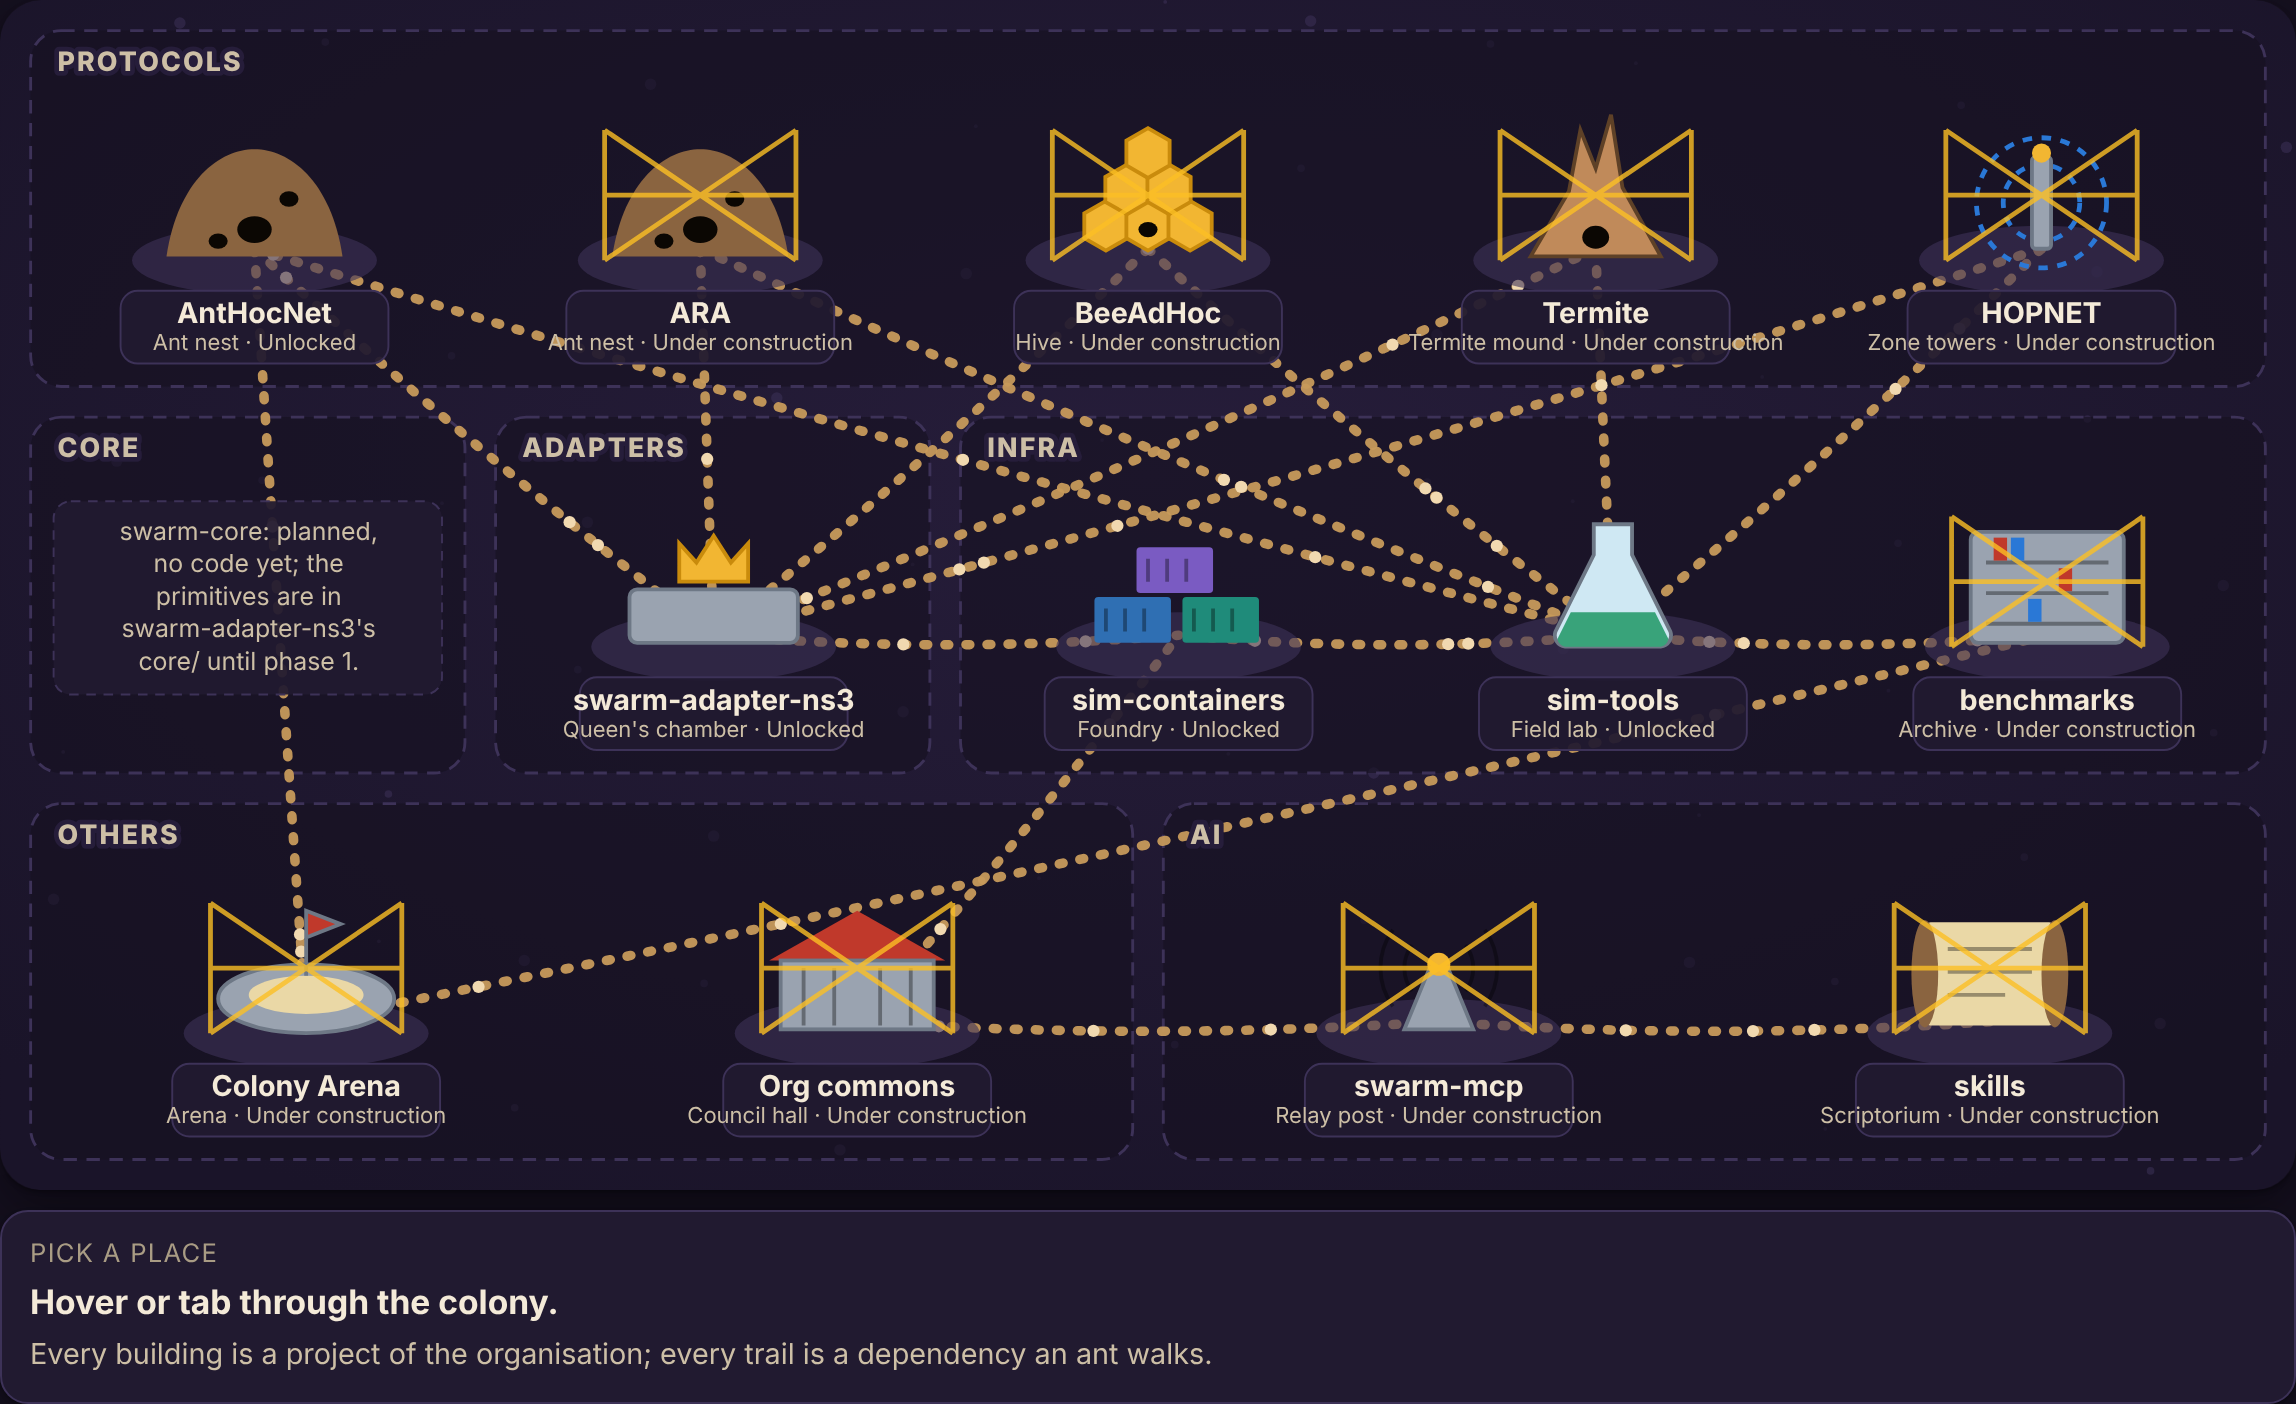 PROTOCOLS
AntHocNet
Ant nest · Unlocked
ARA
Ant nest · Under construction
BeeAdHoc
Hive · Under construction
Termite
Termite mound · Under construction
HOPNET
Zone towers · Under construction
CORE
swarm-core: planned,
no code yet; the
primitives are in
swarm-adapter-ns3's
core/ until phase 1.
ADAPTERS
swarm-adapter-ns3
Queen's chamber · Unlocked
INFRA
sim-containers
Foundry · Unlocked
sim-tools
Field lab · Unlocked
benchmarks
Archive · Under construction
OTHERS
Colony Arena
Arena · Under construction
Org commons
Council hall · Under construction
AI
swarm-mcp
Relay post · Under construction
skills
Scriptorium · Under construction
PICK A PLACE
Hover or tab through the colony.
Every building is a project of the organisation; every trail is a dependency an ant walks.